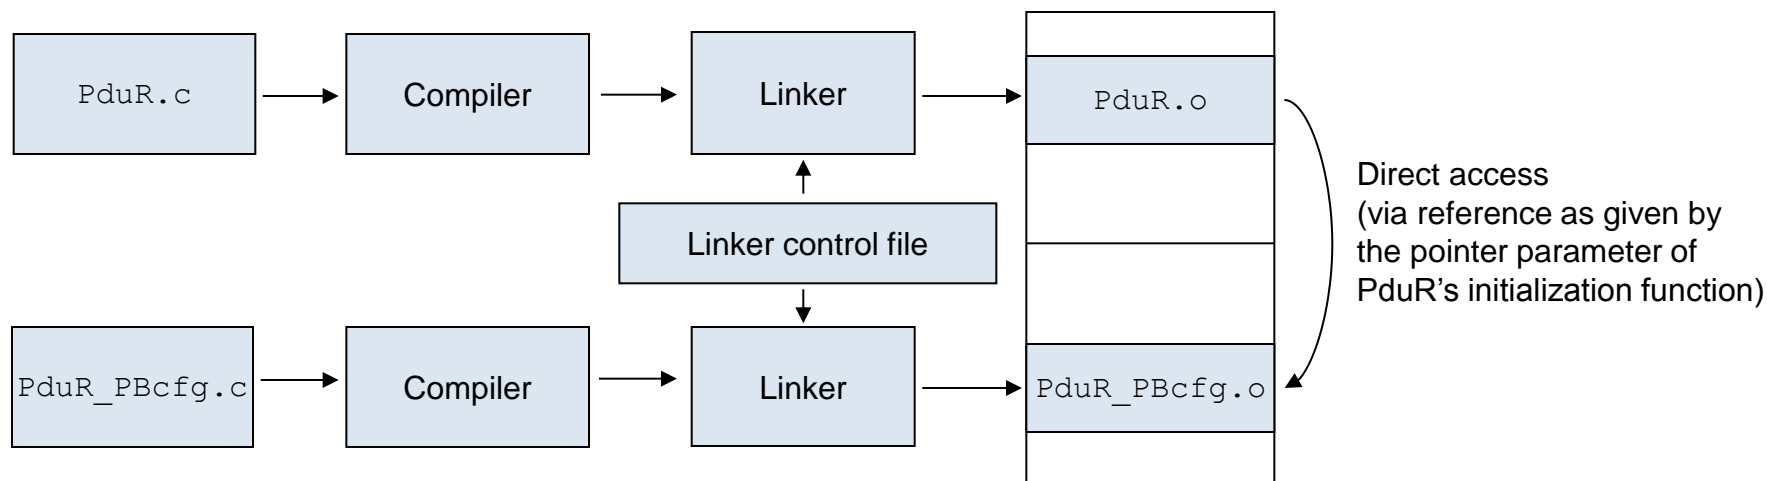 PduR.c
Compiler
Linker
PduR.o
Direct access
(via reference as given by
the pointer parameter of
PduR’s initialization function)
Linker control file
PduR_PBcfg.c
Compiler
Linker
PduR_PBcfg.o